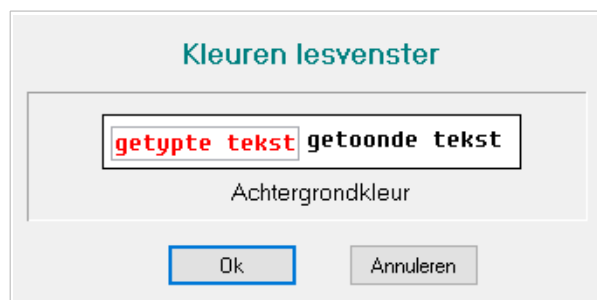 Kleuren lesvenster
getypte tekst getoonde tekst
Achtergrondkleur
Ok Annuleren